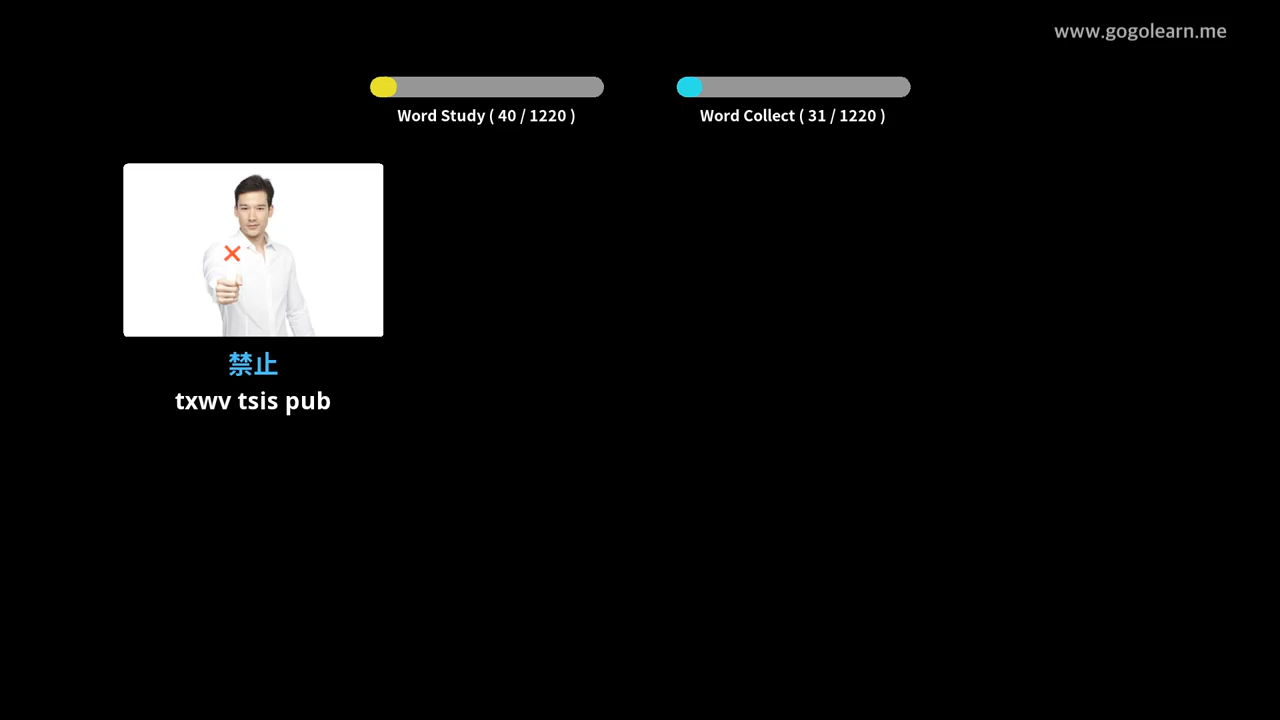 www.gogolearn.me
Word Study ( 40 / 1220 )
Word Collect ( 31 / 1220 )
禁止
txwv tsis pub